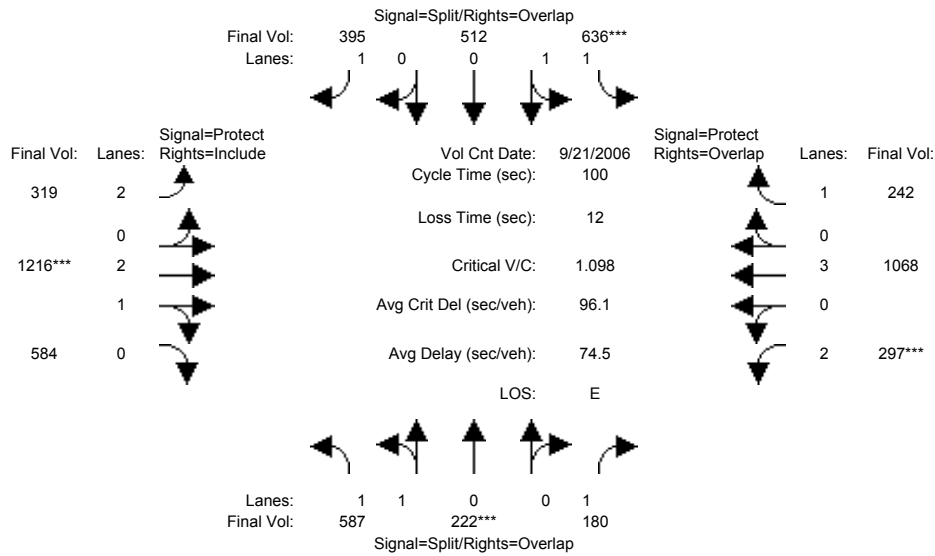 Signal=Split/Rights=Overlap
Final Vol: 395 512 636***
Lanes: 1 0 0 1 1
Signal=Protect Signal=Protect
Final Vol: Lanes: Rights=Include Vol Cnt Date: 9/21/2006 Rights=Overlap Lanes: Final Vol:
Cycle Time (sec): 100
319 2 1 242
Loss Time (sec): 12
0 0
1216*** 2 Critical V/C: 1.098 3 1068
1 Avg Crit Del (sec/veh): 96.1 0
584 0 Avg Delay (sec/veh): 74.5 2 297***
LOS: E
Lanes: 1 1 0 0 1
Final Vol: 587 222*** 180
Signal=Split/Rights=Overlap